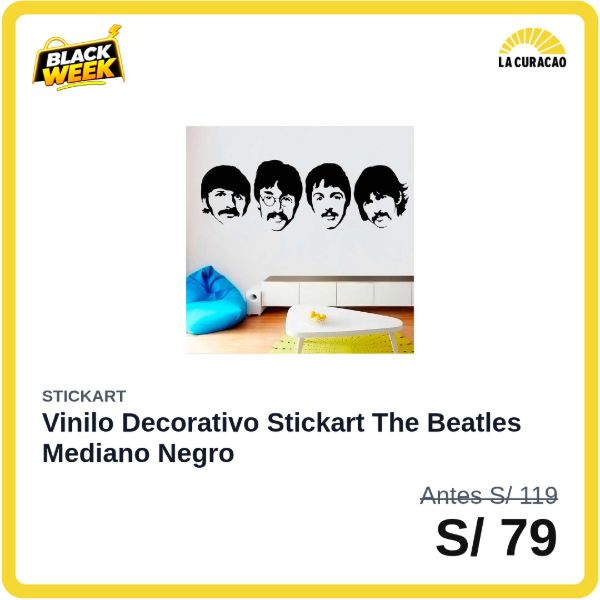 BLACK
WEEK
LA CURACAO
STICKART
Vinilo Decorativo Stickart The Beatles
Mediano Negro
Antes S/ 119
S/ 79